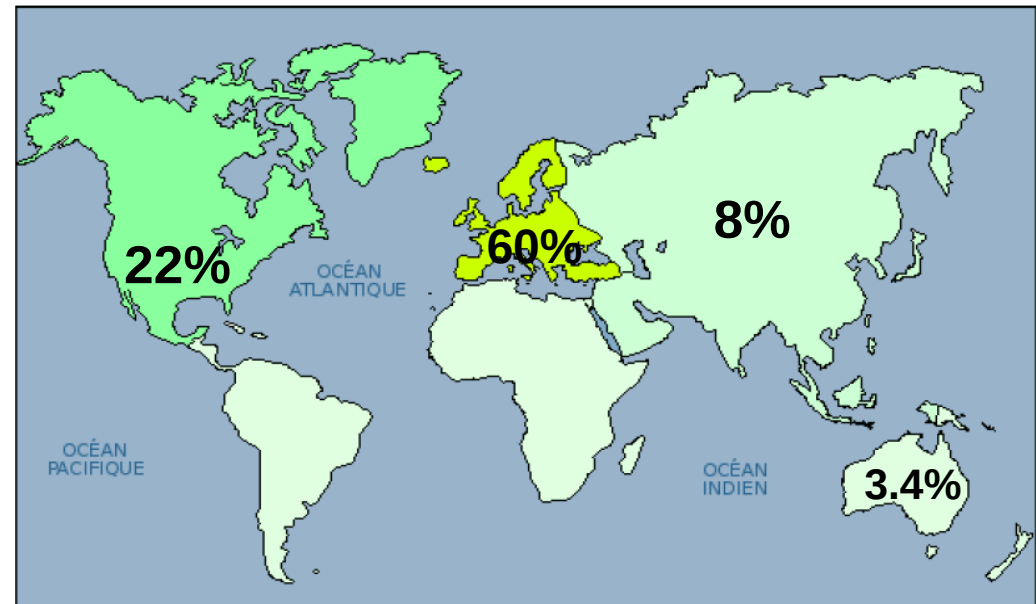 8%
60%
22%
OCÉAN
ATLANTIQUE
OCÉAN
PACIFIQUE
OCÉAN
INDIEN
3.4%